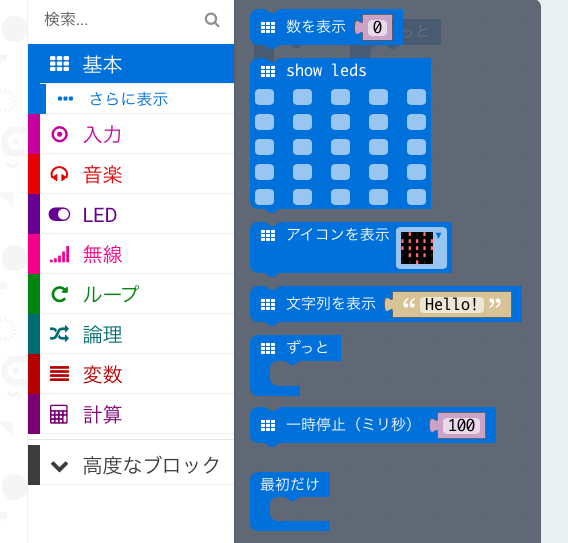 検索...
基本
さらに表示
入力
音楽
LED
無線
ループ
論理
変数
計算
高度なブロック
数を表示 0
show leds
アイコンを表示
文字列を表示 “ Hello! ”
ずっと
一時停止（ミリ秒） 100
最初だけ